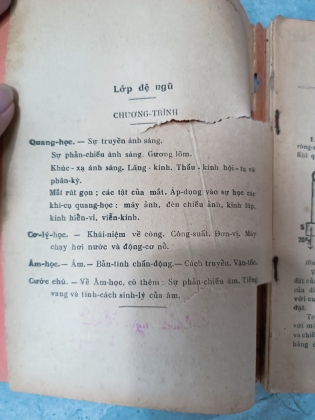 Lớp đệ ngũ
CHƯƠNG-TRÌNH
Quang-học. — Sự truyền ánh sáng.
Sự phản-chiếu ánh sáng. Gương lõm.
Khúc-xạ ánh sáng. Lăng-kính. Thấu-kính hội-tụ và
phân-kỳ.
Mắt rút gọn; các tật của mắt. Áp-dụng vào sự học các
khí-cụ quang-học: máy ảnh, đèn chiếu ảnh, kính lúp,
kính hiển-vi, viễn-kính.
Cơ-lý-học. — Khái-niệm về công. Công-suất. Đơn-vị. Máy
chạy hơi nước và động-cơ nổ.
Âm-học. — Âm. — Bản-tính chấn-động. — Cách truyền. Vận-tốc.
Cước chú. — Về Âm-học, có thêm: Sự phản-chiếu âm. Tiếng
vang và tính-cách sinh-lý của âm.